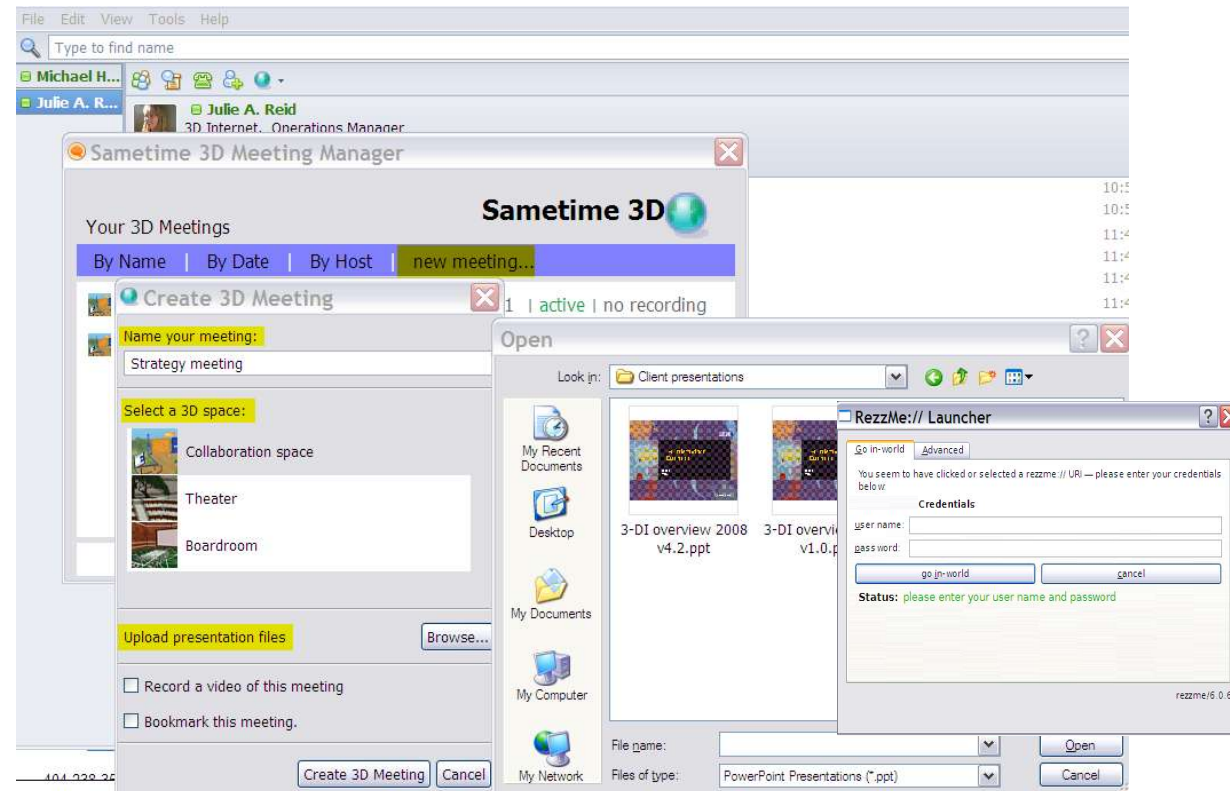 File Edit View Tools Help
Type to find name
Michael H...
Julie A. R...
Julie A. Reid
3D Internet, Operations Manager
Sametime 3D Meeting Manager
Sametime 3D
Your 3D Meetings
By Name | By Date | By Host | new meeting...
1 | active | no recording
10:5
10:5
11:4
11:4
11:4
11:4
Create 3D Meeting
Name your meeting:
Strategy meeting
Select a 3D space:
Collaboration space
Theater
Boardroom
Upload presentation files
Browse...
Record a video of this meeting
Bookmark this meeting.
Create 3D Meeting Cancel
Open
Look in: Client presentations
My Recent Documents
Desktop
My Documents
My Computer
My Network
3-DI overview 2008 v4.2.ppt
3-DI overvi
v1.0.p
File name:
Open
Files of type: PowerPoint Presentations (*.ppt)
Cancel
RezzMe:// Launcher
Go in-world Advanced
You seem to have clicked or selected a rezzme:// URI — please enter your credentials
below:
Credentials
user name:
password:
go in-world cancel
Status: please enter your user name and password
rezzme/6.0.6